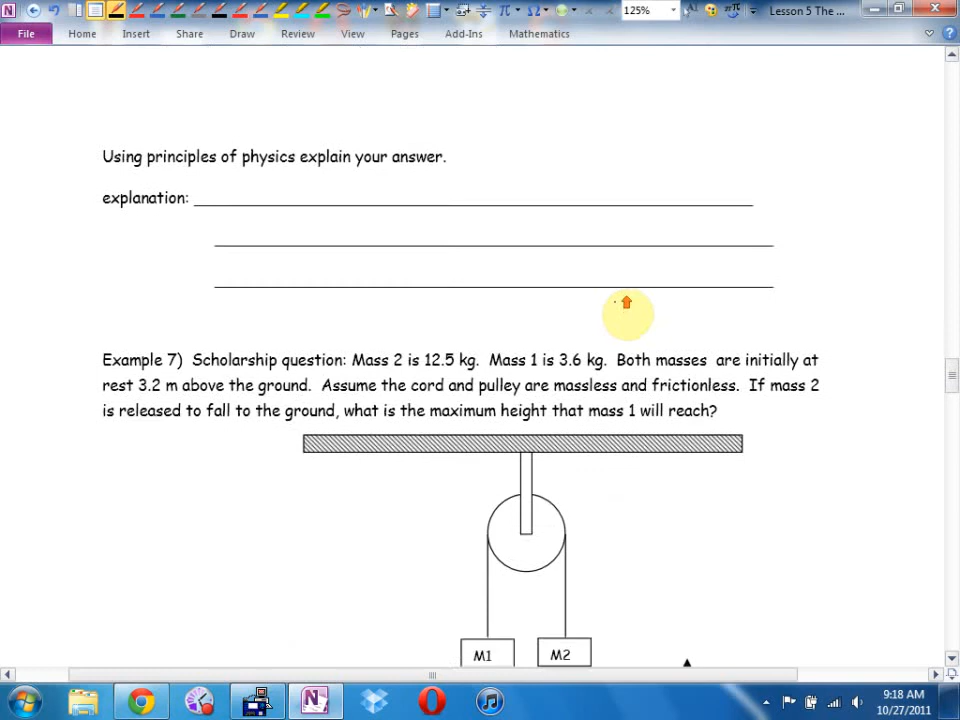 125%
Lesson 5 The ...
File
Home
Insert
Share
Draw
Review
View
Pages
Add-Ins
Mathematics
Using principles of physics explain your answer.
explanation:
Example 7) Scholarship question: Mass 2 is 12.5 kg. Mass 1 is 3.6 kg. Both masses are initially at
rest 3.2 m above the ground. Assume the cord and pulley are massless and frictionless. If mass 2
is released to fall to the ground, what is the maximum height that mass 1 will reach?
M1
M2
9:18 AM
10/27/2011